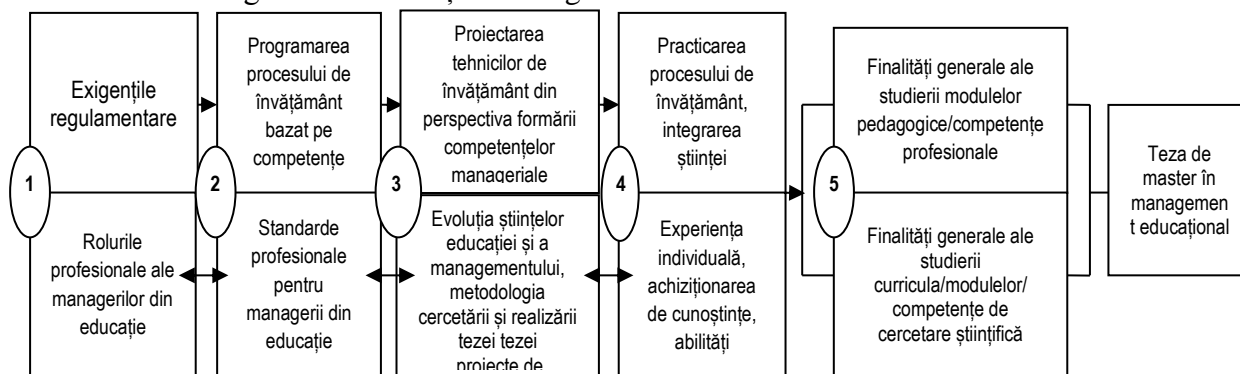 Exigențile
regulamentare
Programarea
procesului de
învățământ
bazat pe
competențe
Proiectarea
tehnicilor de
învățământ din
perspectiva formării
competențelor
manageriale
Practicarea
procesului de
învățământ,
integrarea
științei
Finalități generale ale
studierii modulelor
pedagogice/competențe
profesionale
Teza de
master în
managemen
t educațional
1
2
3
4
5
Rolurile
profesionale ale
managerilor din
educație
Standarde
profesionale
pentru
managerii din
educație
Evoluția științelor
educației și a
managementului,
metodologia
cercetării și realizării
tezei tezei
proiecte de
Experiența
individuală,
achiziționarea
de cunoștințe,
abilități
Finalități generale ale
studierii
curricula/modulelor/
competențe de
cercetare științifică